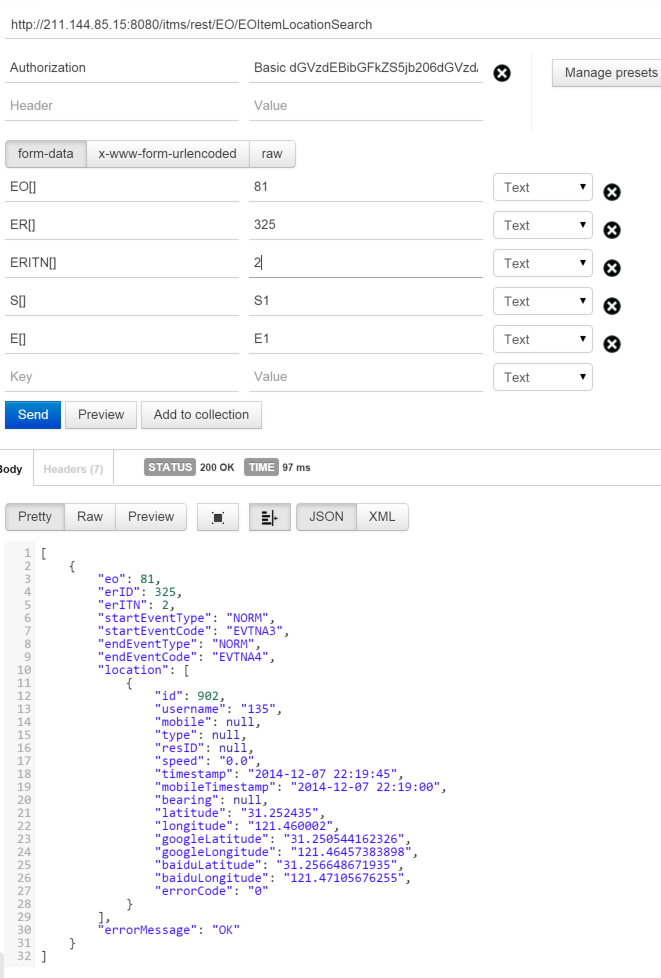 http://211.144.85.15:8080/itms/rest/EO/EOItemLocationSearch
Authorization Basic dGVzdEBibGFkZS5jb206dGVzd Manage presets
Header Value
form-data x-www-form-urlencoded raw
EO[] 81 Text
ER[] 325 Text
ERITN[] 2 Text
S[] S1 Text
E[] E1 Text
Key Value Text
Send Preview Add to collection
Body Headers (7) STATUS 200 OK TIME 97 ms
Pretty Raw Preview JSON XML
1 [
2 {
3 "eo": 81,
4 "erID": 325,
5 "erITN": 2,
6 "startEventType": "NORM",
7 "startEventCode": "EVTNA3",
8 "endEventType": "NORM",
9 "endEventCode": "EVTNA4",
10 "location": [
11 {
12 "id": 902,
13 "username": "135",
14 "mobile": null,
15 "type": null,
16 "resID": null,
17 "speed": "0.0",
18 "timestamp": "2014-12-07 22:19:45",
19 "mobileTimestamp": "2014-12-07 22:19:00",
20 "bearing": null,
21 "latitude": "31.252435",
22 "longitude": "121.460002",
23 "googleLatitude": "31.250544162326",
24 "googleLongitude": "121.46457383898",
25 "baiduLatitude": "31.256648671935",
26 "baiduLongitude": "121.47105676255",
27 "errorCode": "0"
28 }
29 ],
30 "errorMessage": "OK"
31 }
32 ]